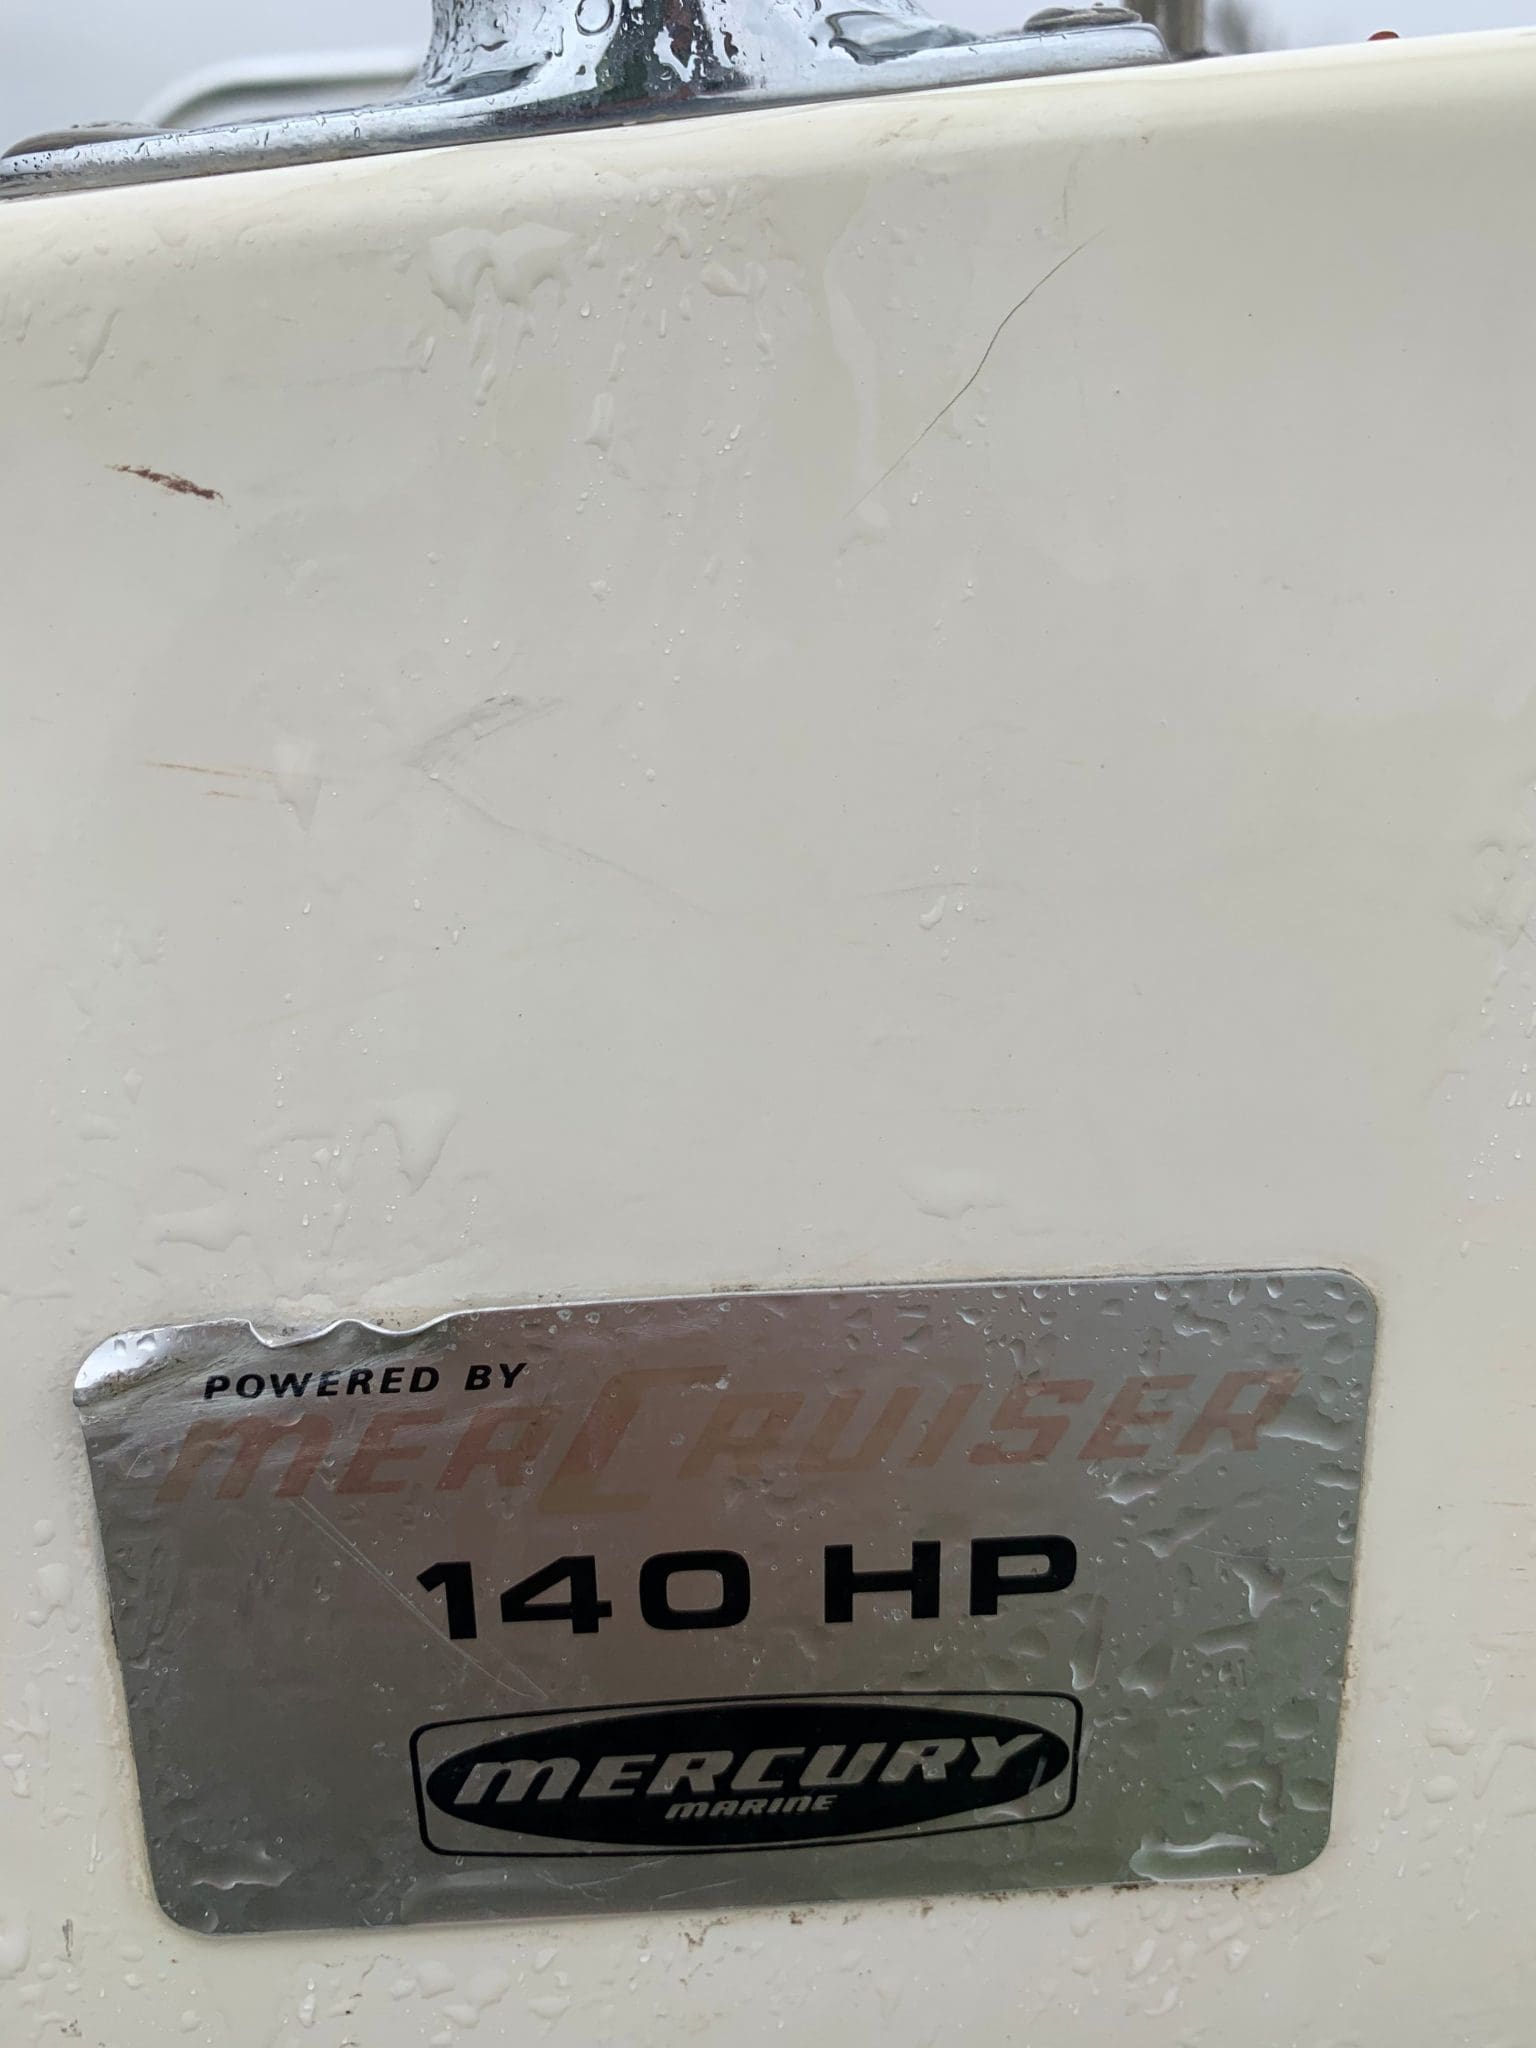 POWERED BY
MERCRUISER
140 HP
MERCURY
MARINE